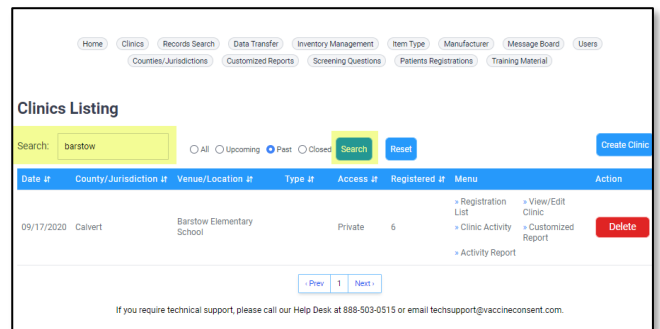 Home Clinics Records Search Data Transfer Inventory Management Item Type Manufacturer Message Board Users
Counties/Jurisdictions Customized Reports Screening Questions Patients Registrations Training Material
Clinics Listing
Search: barstow All Upcoming Past Closed Search Reset Create Clinic
Date County/Jurisdiction Venue/Location Type Access Registered Menu Action
» Registration List » View/Edit Clinic
09/17/2020 Calvert Barstow Elementary School Private 6 » Clinic Activity » Customized Report Delete
» Activity Report
‹ Prev 1 Next ›
If you require technical support, please call our Help Desk at 888-503-0515 or email techsupport@vaccineconsent.com.